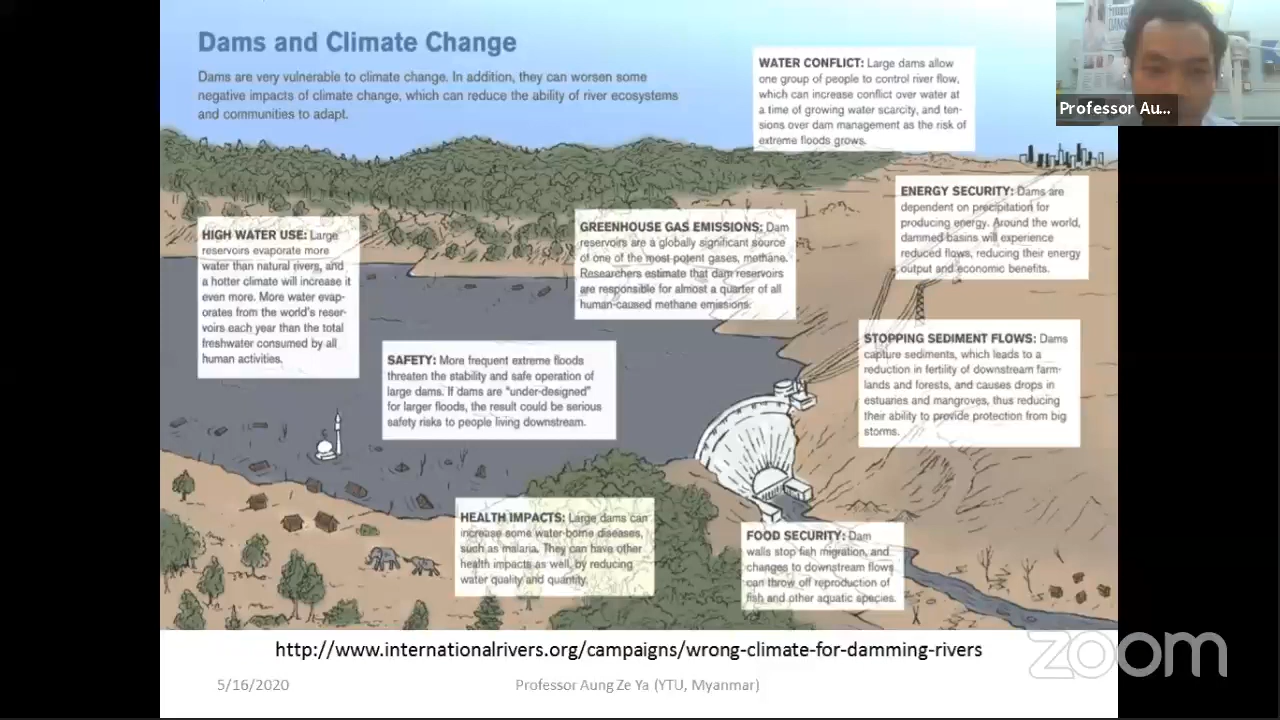 Dams and Climate Change
Dams are very vulnerable to climate change. In addition, they can worsen some
negative impacts of climate change, which can reduce the ability of river ecosystems
and communities to adapt.
WATER CONFLICT: Large dams allow
one group of people to control river flow,
which can increase conflict over water at
a time of growing water scarcity, and ten-
sions over dam management as the risk of
extreme floods grows.
Professor Au...
ENERGY SECURITY: Dams are
dependent on precipitation for
producing energy. Around the world,
dammed basins will experience
reduced flows, reducing their energy
output and economic benefits.
HIGH WATER USE: Large
reservoirs evaporate more
water than natural rivers, and
a hotter climate will increase it
even more. More water evap-
orates from the world's reser-
voirs each year than the total
freshwater consumed by all
human activities.
GREENHOUSE GAS EMISSIONS: Dam
reservoirs are a globally significant source
of one of the most potent gases, methane.
Researchers estimate that dam reservoirs
are responsible for almost a quarter of all
human-caused methane emissions.
SAFETY: More frequent extreme floods
threaten the stability and safe operation of
large dams. If dams are "under-designed"
for larger floods, the result could be serious
safety risks to people living downstream.
STOPPING SEDIMENT FLOWS: Dams
capture sediments, which leads to a
reduction in fertility of downstream farm-
lands and forests, and causes drops in
estuaries and mangroves, thus reducing
their ability to provide protection from big
storms.
HEALTH IMPACTS: Large dams can
increase some water-borne diseases,
such as malaria. They can have other
health impacts as well, by reducing
water quality and quantity.
FOOD SECURITY: Dam
walls stop fish migration, and
changes to downstream flows
can throw off reproduction of
fish and other aquatic species.
http://www.internationalrivers.org/campaigns/wrong-climate-for-damming-rivers
zoom
5/16/2020
Professor Aung Ze Ya (YTU, Myanmar)